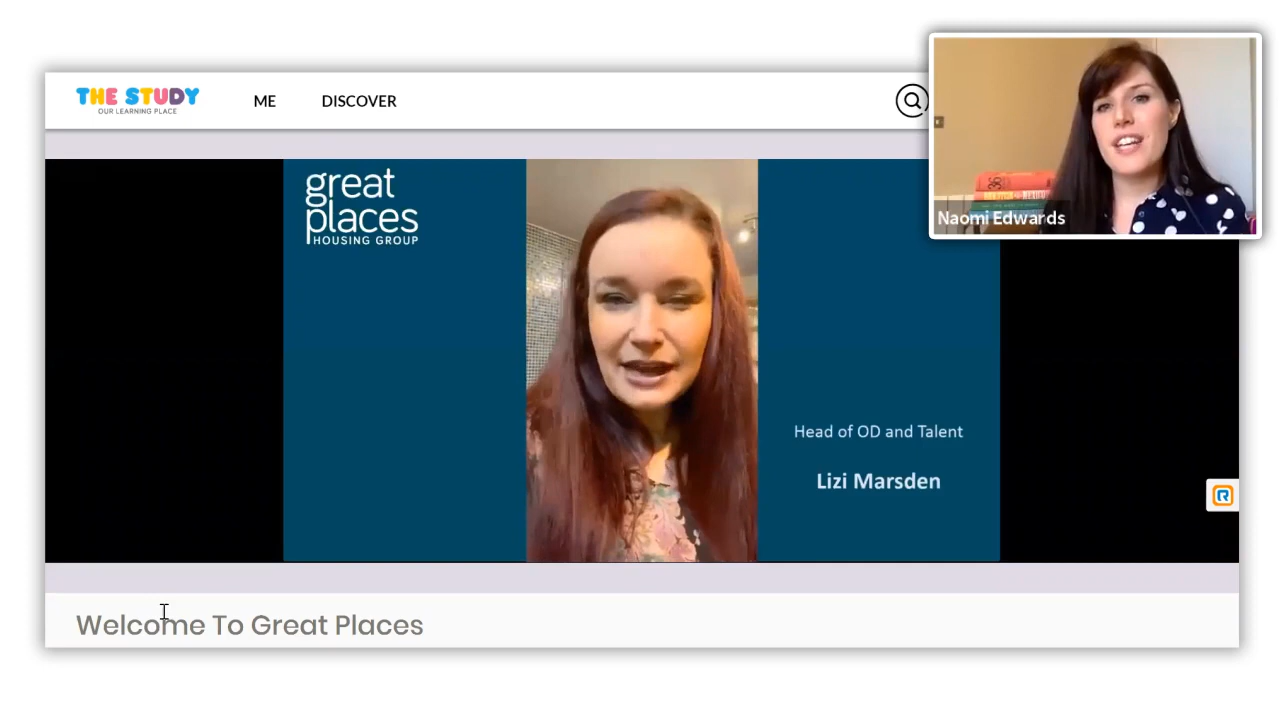 THE STUDY
OUR LEARNING PLACE
ME
DISCOVER
great
places
HOUSING GROUP
Naomi Edwards
Head of OD and Talent
Lizi Marsden
R
Welcome To Great Places